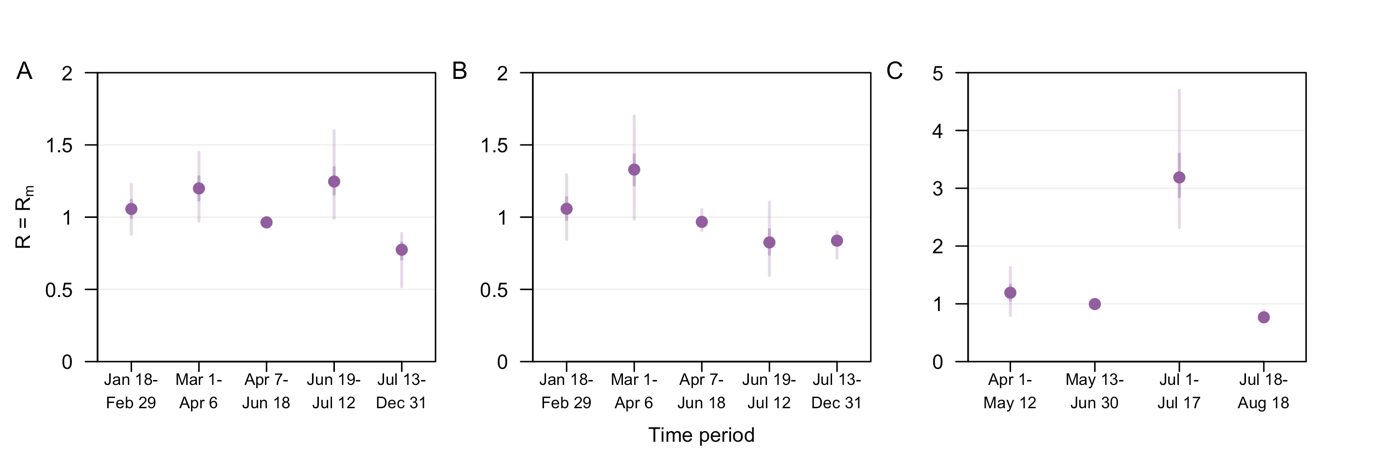 A
B
C
2
1.5
1
0.5
0
R = Rm
Jan 18- Mar 1- Apr 7- Jun 19- Jul 13-
Feb 29 Apr 6 Jun 18 Jul 12 Dec 31
2
1.5
1
0.5
0
Jan 18- Mar 1- Apr 7- Jun 19- Jul 13-
Feb 29 Apr 6 Jun 18 Jul 12 Dec 31
5
4
3
2
1
0
Apr 1- May 13- Jul 1- Jul 18-
May 12 Jun 30 Jul 17 Aug 18
Time period